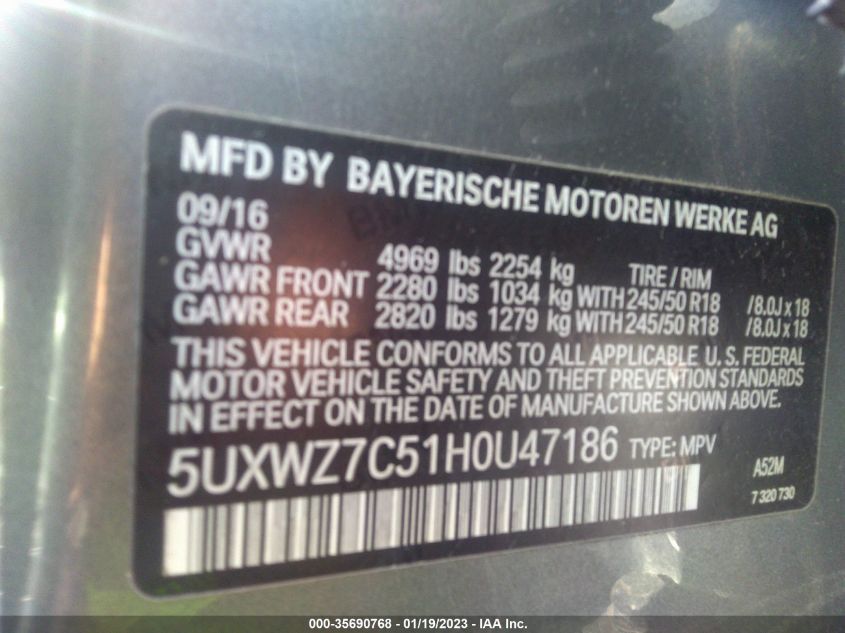 MFD BY BAYERISCHE MOTOREN WERKE AG
09/16
GVWR 4969 lbs 2254 kg TIRE / RIM
GAWR FRONT 2280 lbs 1034 kg WITH 245/50 R18 /8.0J x 18
GAWR REAR 2820 lbs 1279 kg WITH 245/50 R18 /8.0J x 18
THIS VEHICLE CONFORMS TO ALL APPLICABLE U. S. FEDERAL
MOTOR VEHICLE SAFETY AND THEFT PREVENTION STANDARDS
IN EFFECT ON THE DATE OF MANUFACTURE SHOWN ABOVE.
5UXWZ7C51H0U47186 TYPE: MPV
A52M
7 320 730
000-35690768 - 01/19/2023 - IAA Inc.